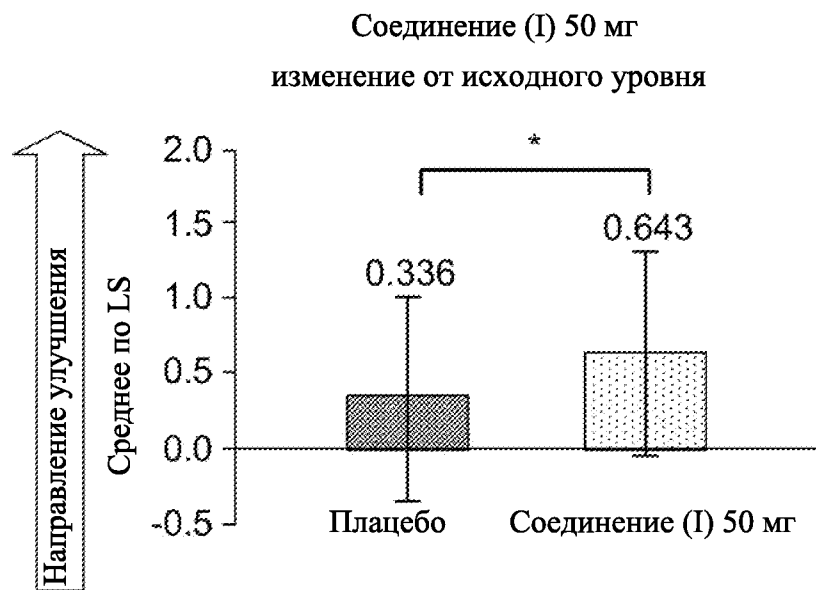 Соединение (I) 50 мг
изменение от исходного уровня
Направление улучшения
Среднее по LS
2.0
1.5
1.0
0.5
0.0
-0.5
*
0.336
0.643
Плацебо
Соединение (I) 50 мг